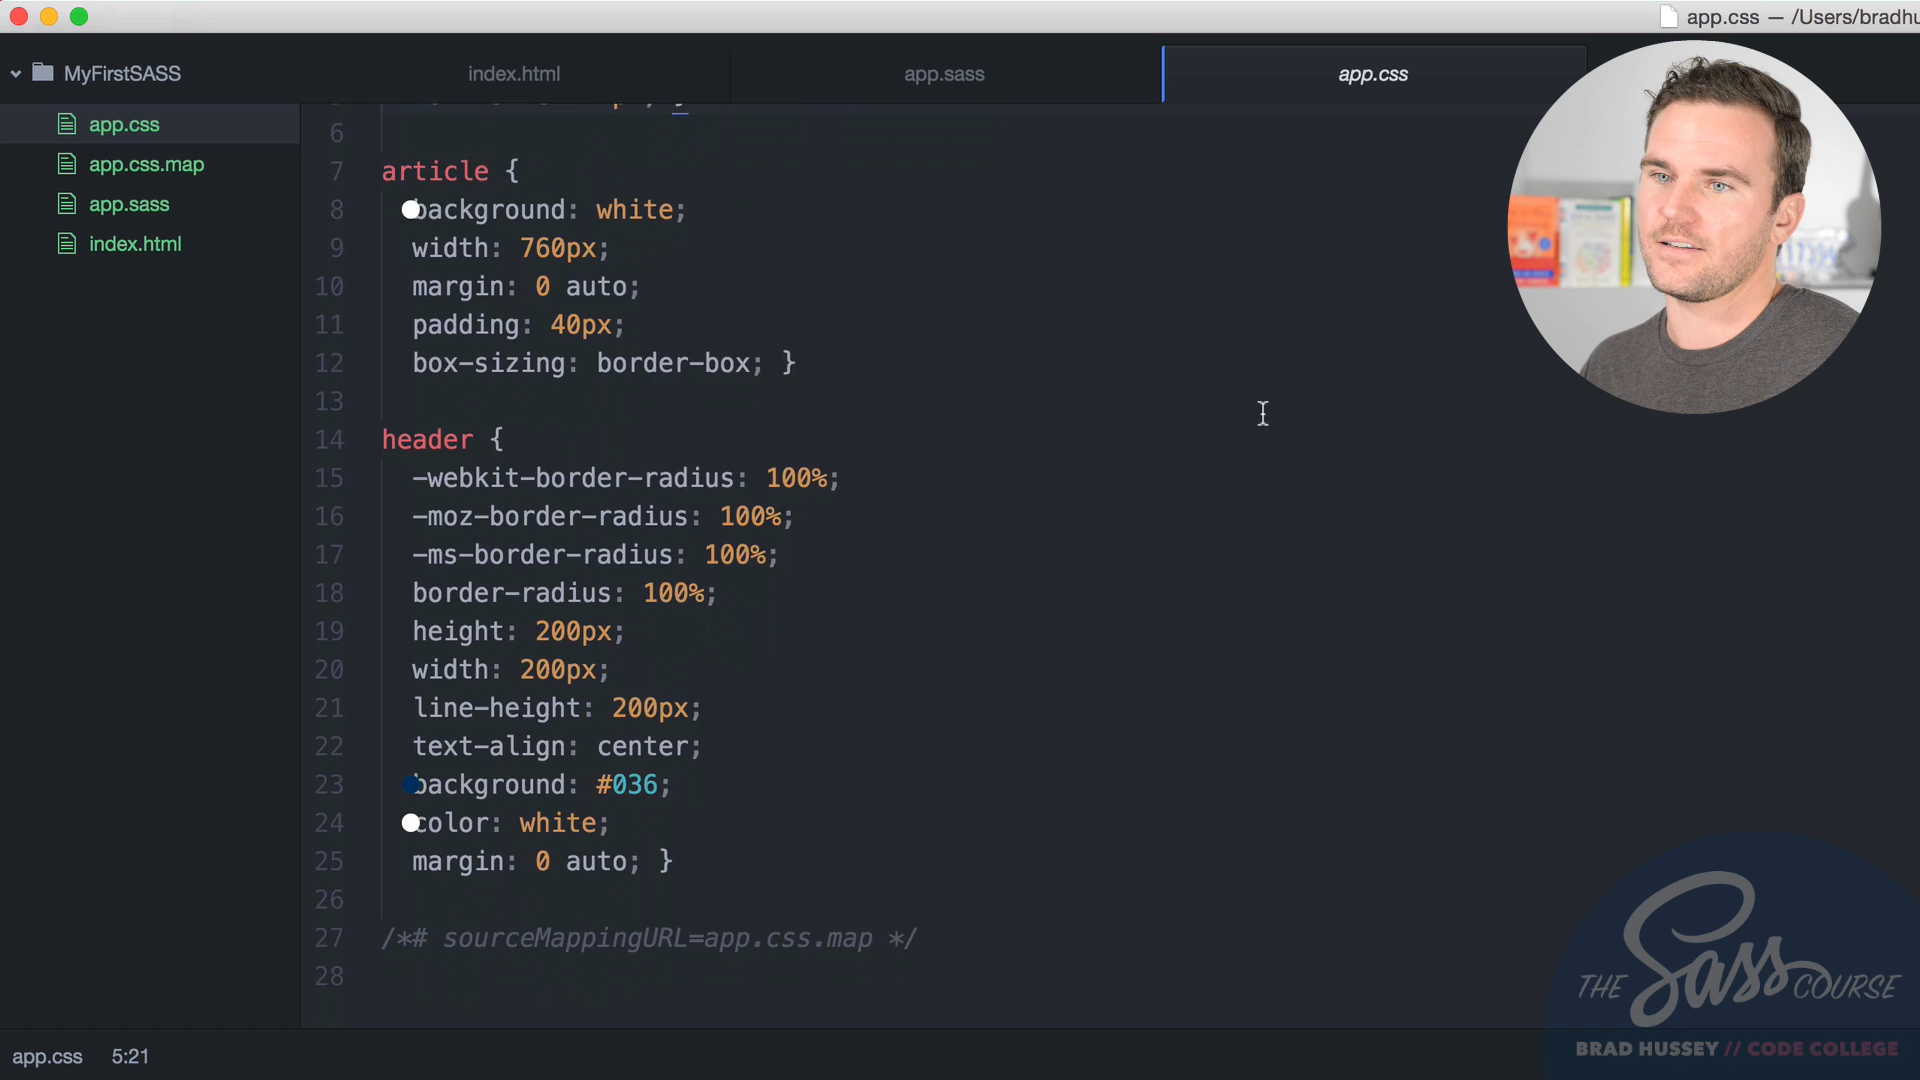 app.css — /Users/bradhu
MyFirstSASS
index.html
app.sass
app.css
app.css
app.css.map
app.sass
index.html
6
7 article {
8 background: white;
9 width: 760px;
10 margin: 0 auto;
11 padding: 40px;
12 box-sizing: border-box; }
13
14 header {
15 -webkit-border-radius: 100%;
16 -moz-border-radius: 100%;
17 -ms-border-radius: 100%;
18 border-radius: 100%;
19 height: 200px;
20 width: 200px;
21 line-height: 200px;
22 text-align: center;
23 background: #036;
24 color: white;
25 margin: 0 auto; }
26
27 /*# sourceMappingURL=app.css.map */
28
THE Sass COURSE
BRAD HUSSEY // CODE COLLEGE
app.css 5:21